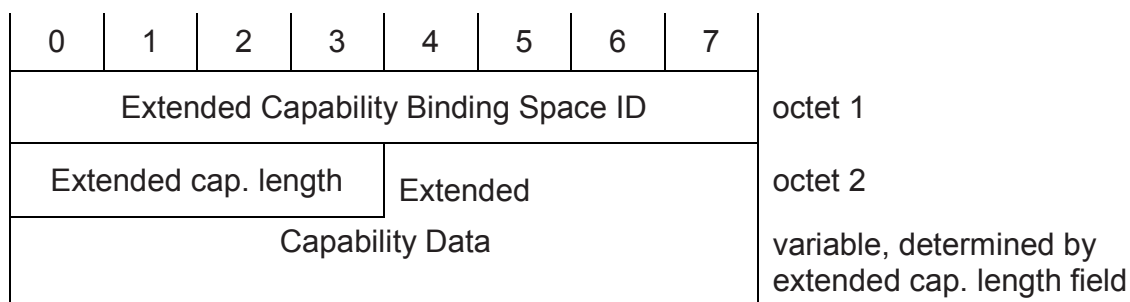 0 1 2 3 4 5 6 7
Extended Capability Binding Space ID octet 1
Extended cap. length Extended octet 2
Capability Data variable, determined by
extended cap. length field